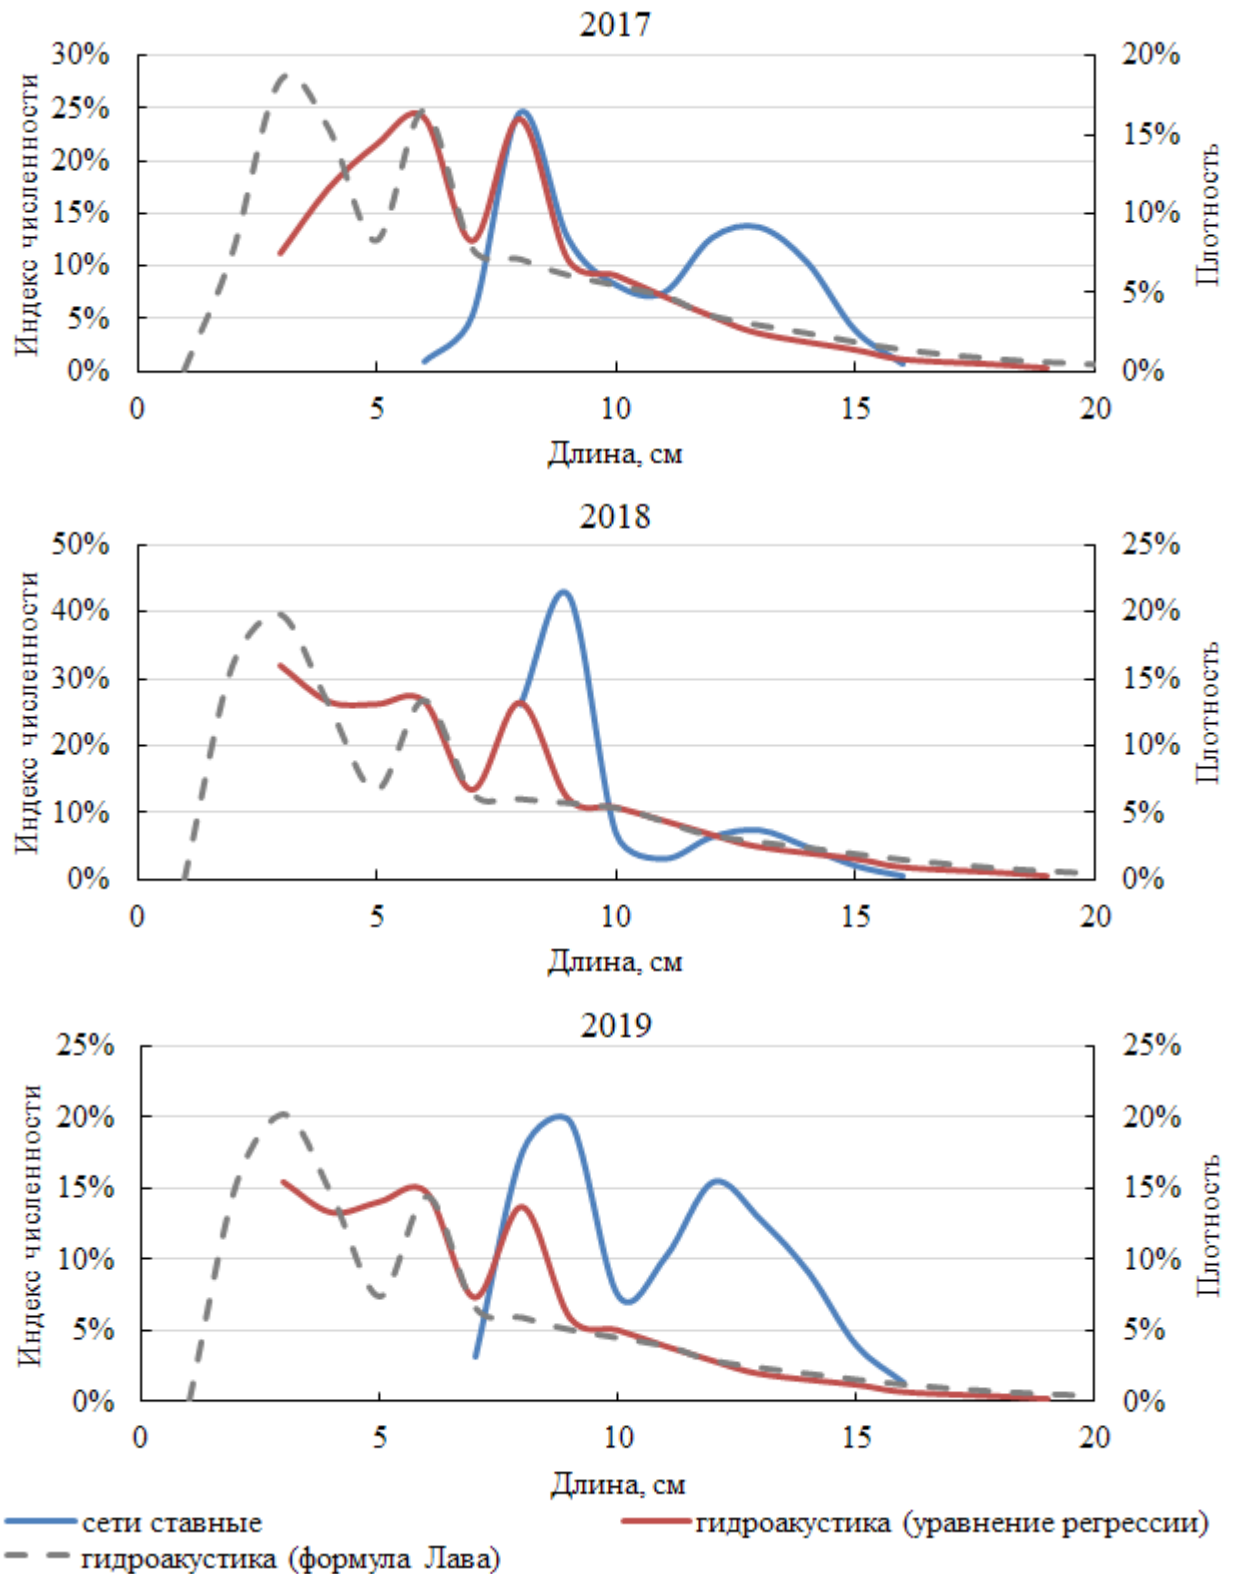 2017
30% 20%
25%
20% 15%
15% 10%
10%
5% 5%
0% 0%
Индекс численности
Плотность
0 5 10 15 20
Длина, см
2018
50% 25%
40% 20%
30% 15%
20% 10%
10% 5%
0% 0%
Индекс численности
Плотность
0 5 10 15 20
Длина, см
2019
25% 25%
20% 20%
15% 15%
10% 10%
5% 5%
0% 0%
Индекс численности
Плотность
0 5 10 15 20
Длина, см
сети ставные гидроакустика (уравнение регрессии)
гидроакустика (формула Лава)